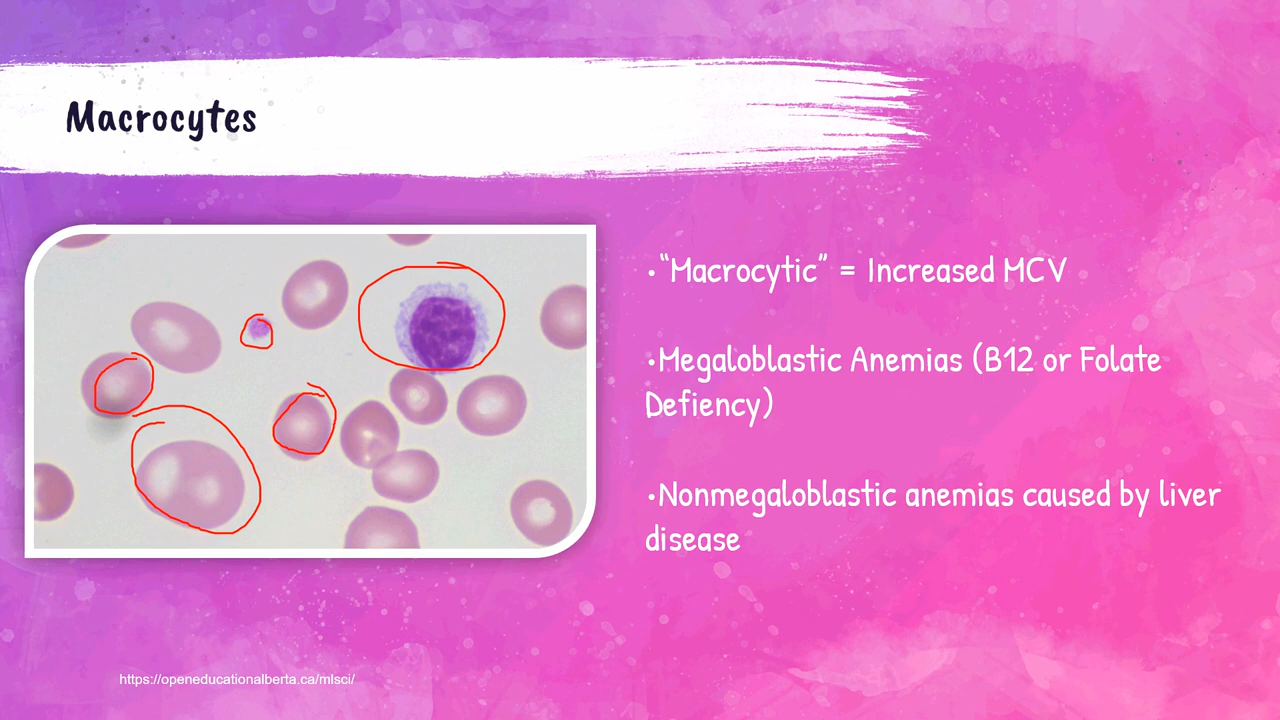 Macrocytes
•“Macrocytic” = Increased MCV
•Megaloblastic Anemias (B12 or Folate
Defiency)
•Nonmegaloblastic anemias caused by liver
disease
https://openeducationalberta.ca/mlsci/